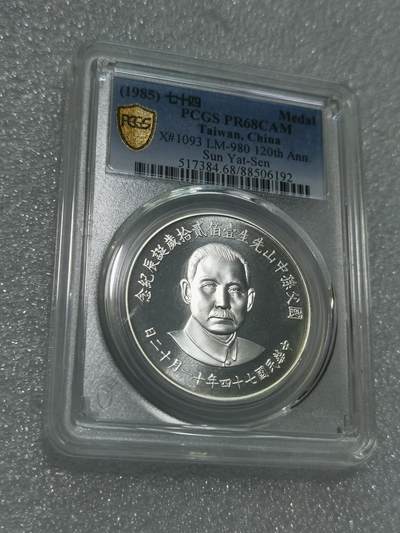 (1985) 七十四 Medal
PCGS PR68CAM
Taiwan, China
X#1093 LM-980 120th Ann.
Sun Yat-Sen
517384.68/88506192
PCGS
國父孫中山先生壹佰貳拾歲誕辰紀念
中華民國七十四年十一月十二日